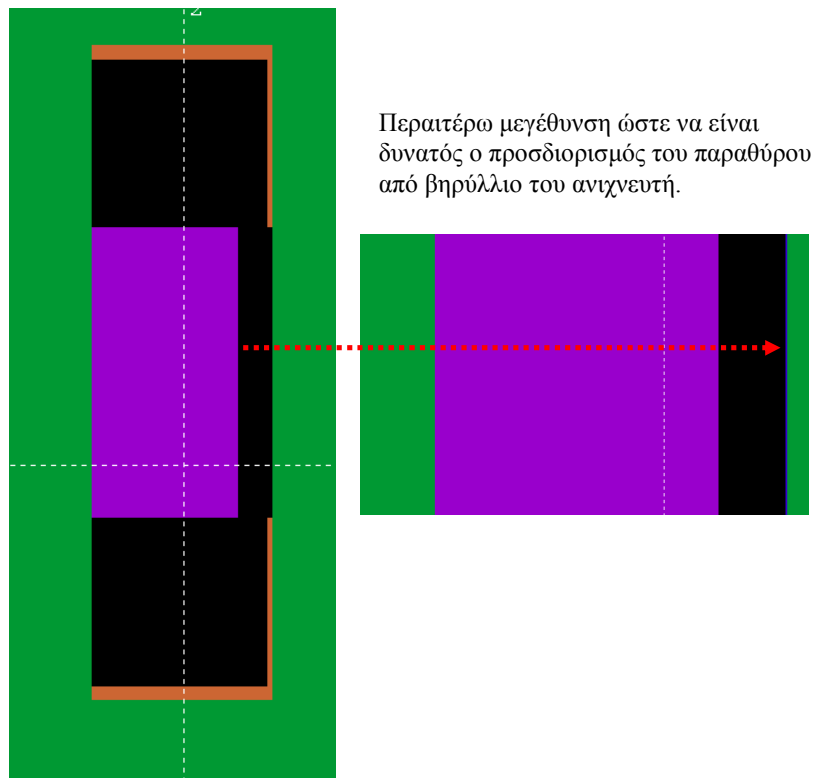 z
Περαιτέρω μεγέθυνση ώστε να είναι
δυνατός ο προσδιορισμός του παραθύρου
από βηρύλλιο του ανιχνευτή.